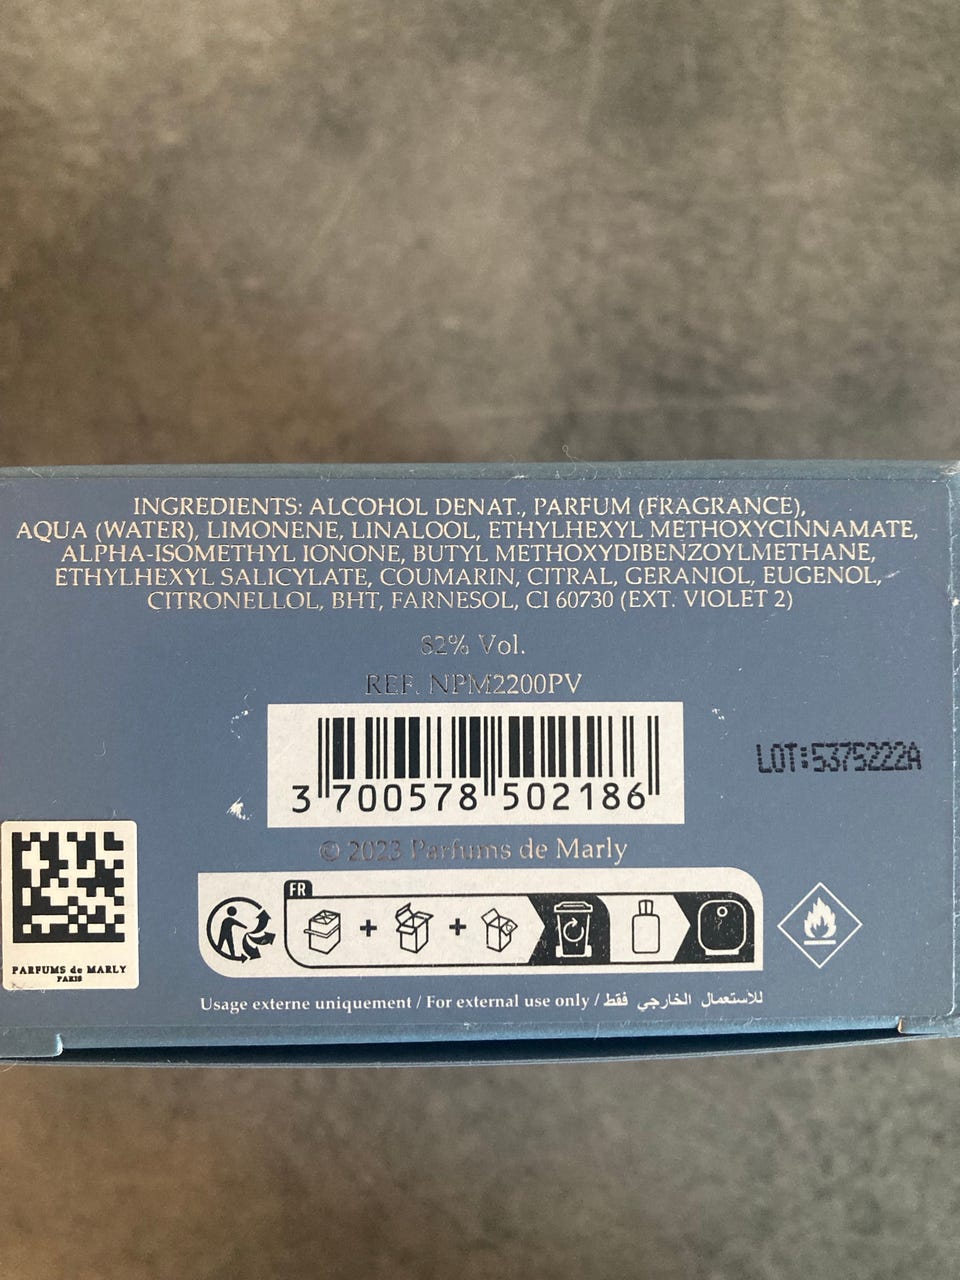 INGREDIENTS: ALCOHOL DENAT., PARFUM (FRAGRANCE),
AQUA (WATER), LIMONENE, LINALOOL, ETHYLHEXYL METHOXYCINNAMATE,
ALPHA-ISOMETHYL IONONE, BUTYL METHOXYDIBENZOYLMETHANE,
ETHYLHEXYL SALICYLATE, COUMARIN, CITRAL, GERANIOL, EUGENOL,
CITRONELLOL, BHT, FARNESOL, CI 60730 (EXT. VIOLET 2)
82% Vol.
REF. NPM2200PV
3 700578 502186
LOT:5375222A
© 2023 Parfums de Marly
FR
PARFUMS de MARLY
PARIS
Usage externe uniquement / For external use only / للاستعمال الخارجي فقط